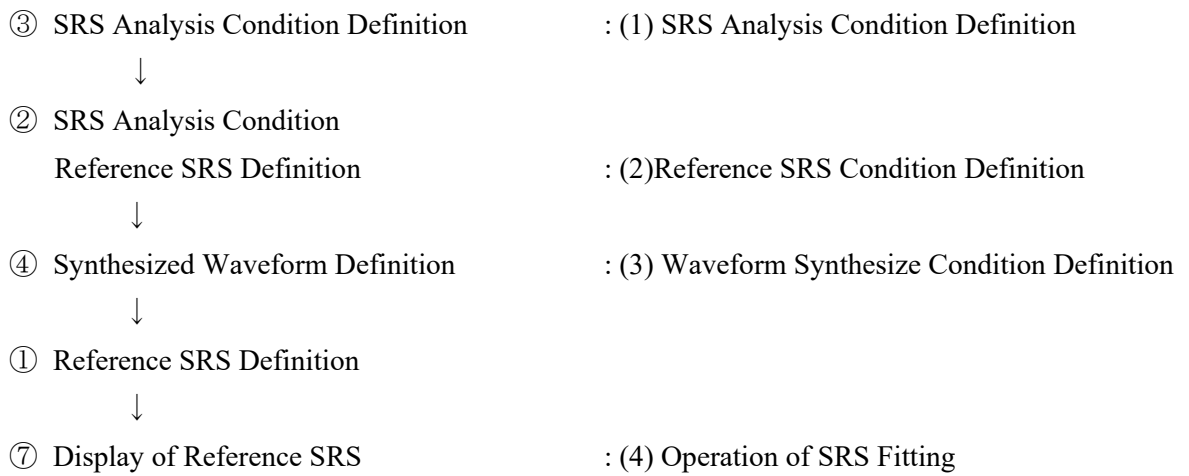 ③ SRS Analysis Condition Definition : (1) SRS Analysis Condition Definition
↓
② SRS Analysis Condition
Reference SRS Definition : (2)Reference SRS Condition Definition
↓
④ Synthesized Waveform Definition : (3) Waveform Synthesize Condition Definition
↓
① Reference SRS Definition
↓
⑦ Display of Reference SRS : (4) Operation of SRS Fitting